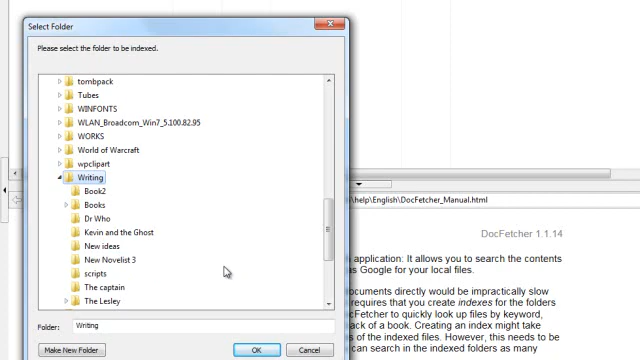 Select Folder
Please select the folder to be indexed.
tombpack
Tubes
WINFONTS
WLAN_Broadcom_Win7_5.100.82.95
WORKS
World of Warcraft
wpclipart
Writing
Book2
Books
Dr Who
Kevin and the Ghost
New ideas
New Novelist 3
scripts
The captain
The Lesley
Folder: Writing
Make New Folder
OK
Cancel
\help\English\DocFetcher_Manual.html
DocFetcher 1.1.14
application: It allows you to search the contents
as Google for your local files.
ocuments directly would be impractically slow
requires that you create indexes for the folders
cFetcher to quickly look up files by keyword,
ack of a book. Creating an index might take
s of the indexed files. However, this needs to be
can search in the indexed folders as many